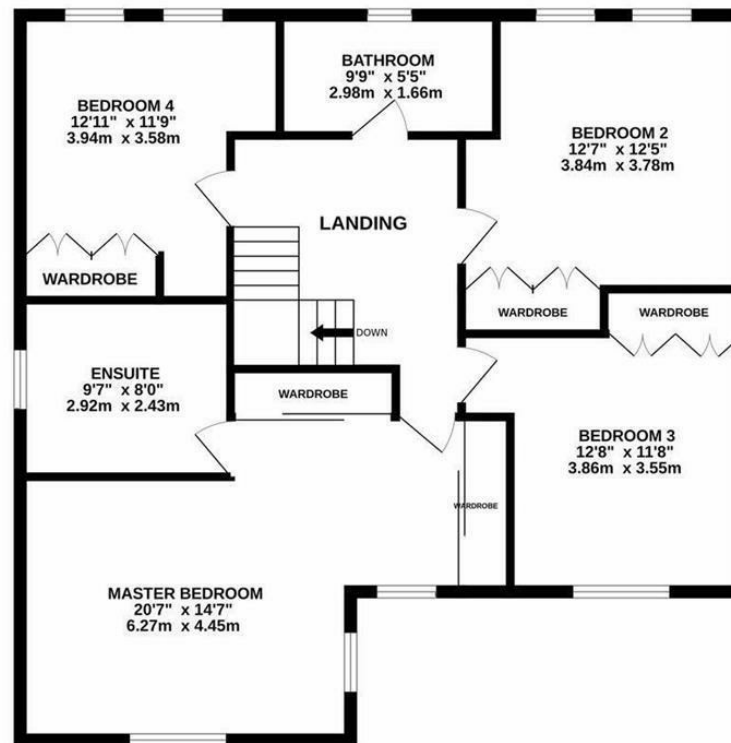 BATHROOM
9'9" x 5'5"
2.98m x 1.66m
BEDROOM 4
12'11" x 11'9"
3.94m x 3.58m
BEDROOM 2
12'7" x 12'5"
3.84m x 3.78m
LANDING
WARDROBE
WARDROBE
WARDROBE
DOWN
ENSUITE
9'7" x 8'0"
2.92m x 2.43m
WARDROBE
BEDROOM 3
12'8" x 11'8"
3.86m x 3.55m
WARDROBE
MASTER BEDROOM
20'7" x 14'7"
6.27m x 4.45m